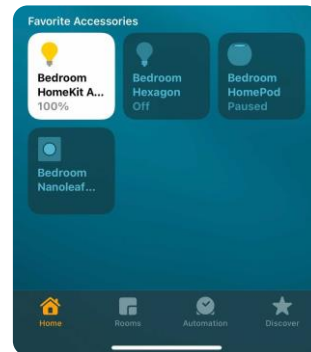 Favorite Accessories
Bedroom
HomeKit A...
100%
Bedroom
Hexagon
Off
Bedroom
HomePod
Paused
Bedroom
Nanoleaf...
Home
Rooms
Automation
Discover